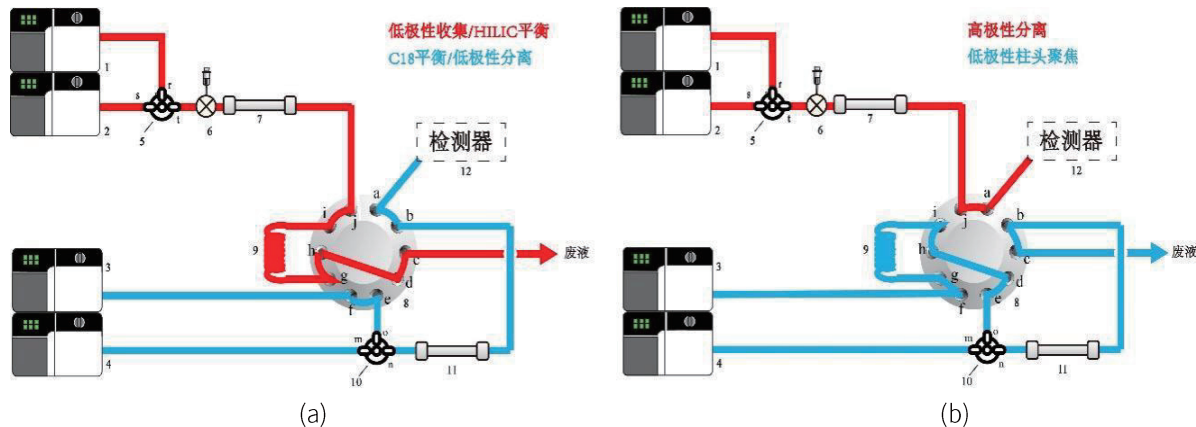 低极性收集/HILIC平衡
C18平衡/低极性分离
1
2
r
s
t
5
6
7
检测器
12
a
b
i
j
h
c
9
g
d
f
e
8
废液
3
4
m
o
n
10
11
(a)
高极性分离
低极性柱头聚焦
1
2
r
s
t
5
6
7
检测器
12
i
j
a
b
h
c
9
g
d
f
e
8
废液
3
4
m
o
n
10
11
(b)